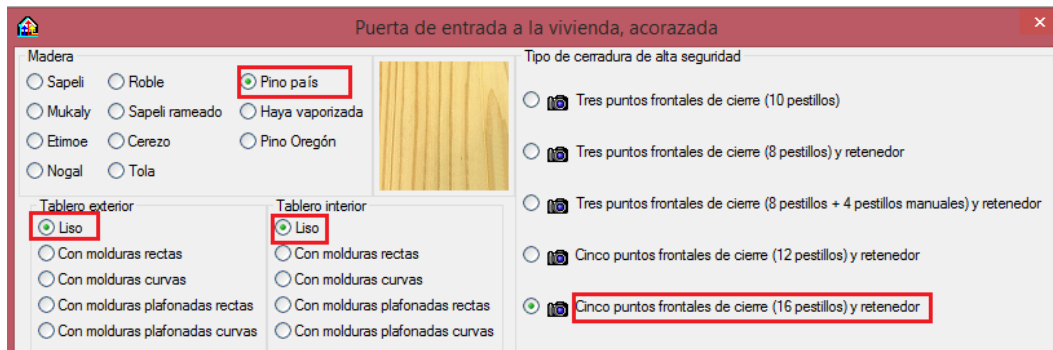 Puerta de entrada a la vivienda, acorazada
Madera
Sapeli Roble Pino país
Mukaly Sapeli rameado Haya vaporizada
Etimoe Cerezo Pino Oregón
Nogal Tola
Tablero exterior
Liso
Con molduras rectas
Con molduras curvas
Con molduras plafonadas rectas
Con molduras plafonadas curvas
Tablero interior
Liso
Con molduras rectas
Con molduras curvas
Con molduras plafonadas rectas
Con molduras plafonadas curvas
Tipo de cerradura de alta seguridad
Tres puntos frontales de cierre (10 pestillos)
Tres puntos frontales de cierre (8 pestillos) y retenedor
Tres puntos frontales de cierre (8 pestillos + 4 pestillos manuales) y retenedor
Cinco puntos frontales de cierre (12 pestillos) y retenedor
Cinco puntos frontales de cierre (16 pestillos) y retenedor